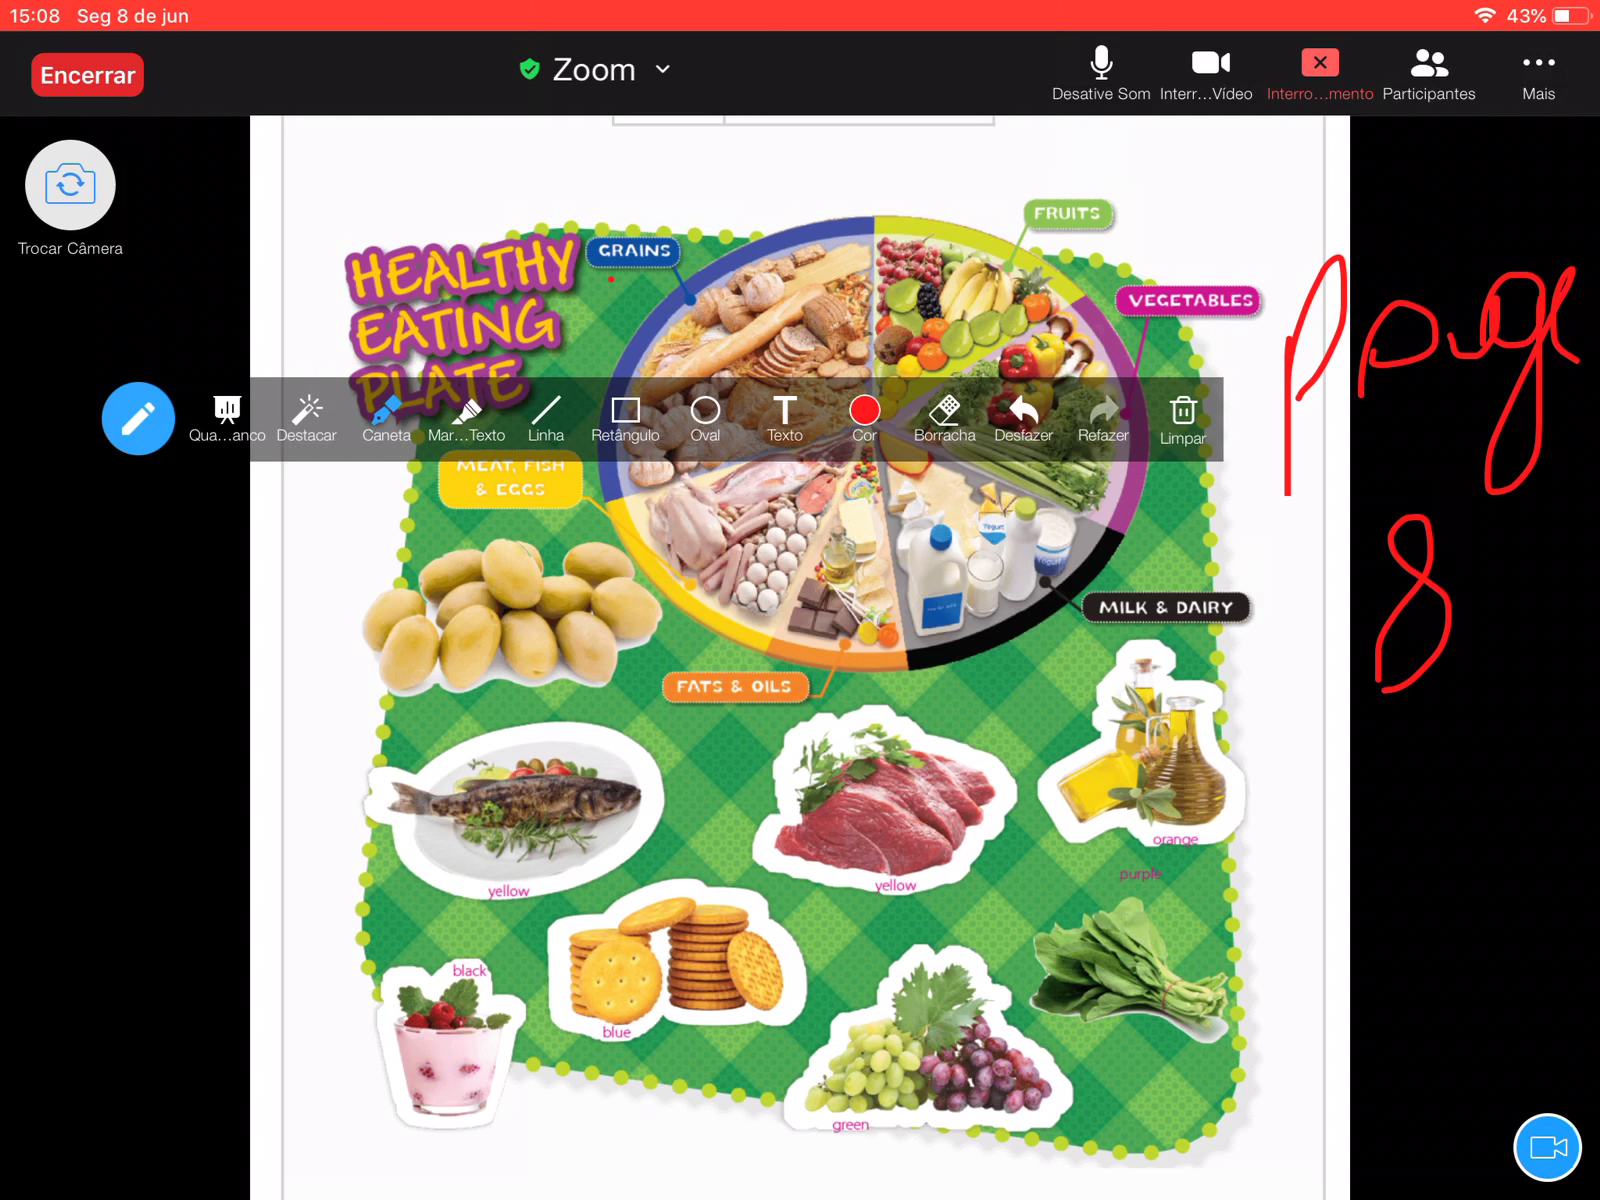 15:08 Seg 8 de jun 43%
Encerrar
Zoom
Desative Som Interr...Vídeo Interro...mento Participantes Mais
Trocar Câmera
FRUITS
GRAINS
HEALTHY
EATING
PLATE
VEGETABLES
Page
8
Qua...anco Destacar Caneta Mar...Texto Linha Retângulo Oval Texto Cor Borracha Desfazer Refazer Limpar
MEAT, FISH
& EGGS
Yogurt
MILK & DAIRY
FATS & OILS
orange
purple
yellow
yellow
black
blue
green